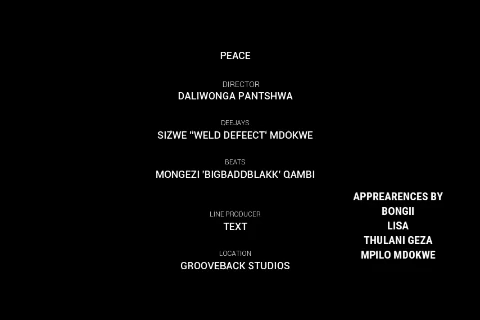 PEACE
DIRECTOR
DALIWONGA PANTSHWA
DEEJAYS
SIZWE "WELD DEFEECT' MDOKWE
BEATS
MONGEZI 'BIGBADDBLAKK' QAMBI
LINE PRODUCER
TEXT
LOCATION
GROOVEBACK STUDIOS
APPREARENCES BY
BONGII
LISA
THULANI GEZA
MPILO MDOKWE